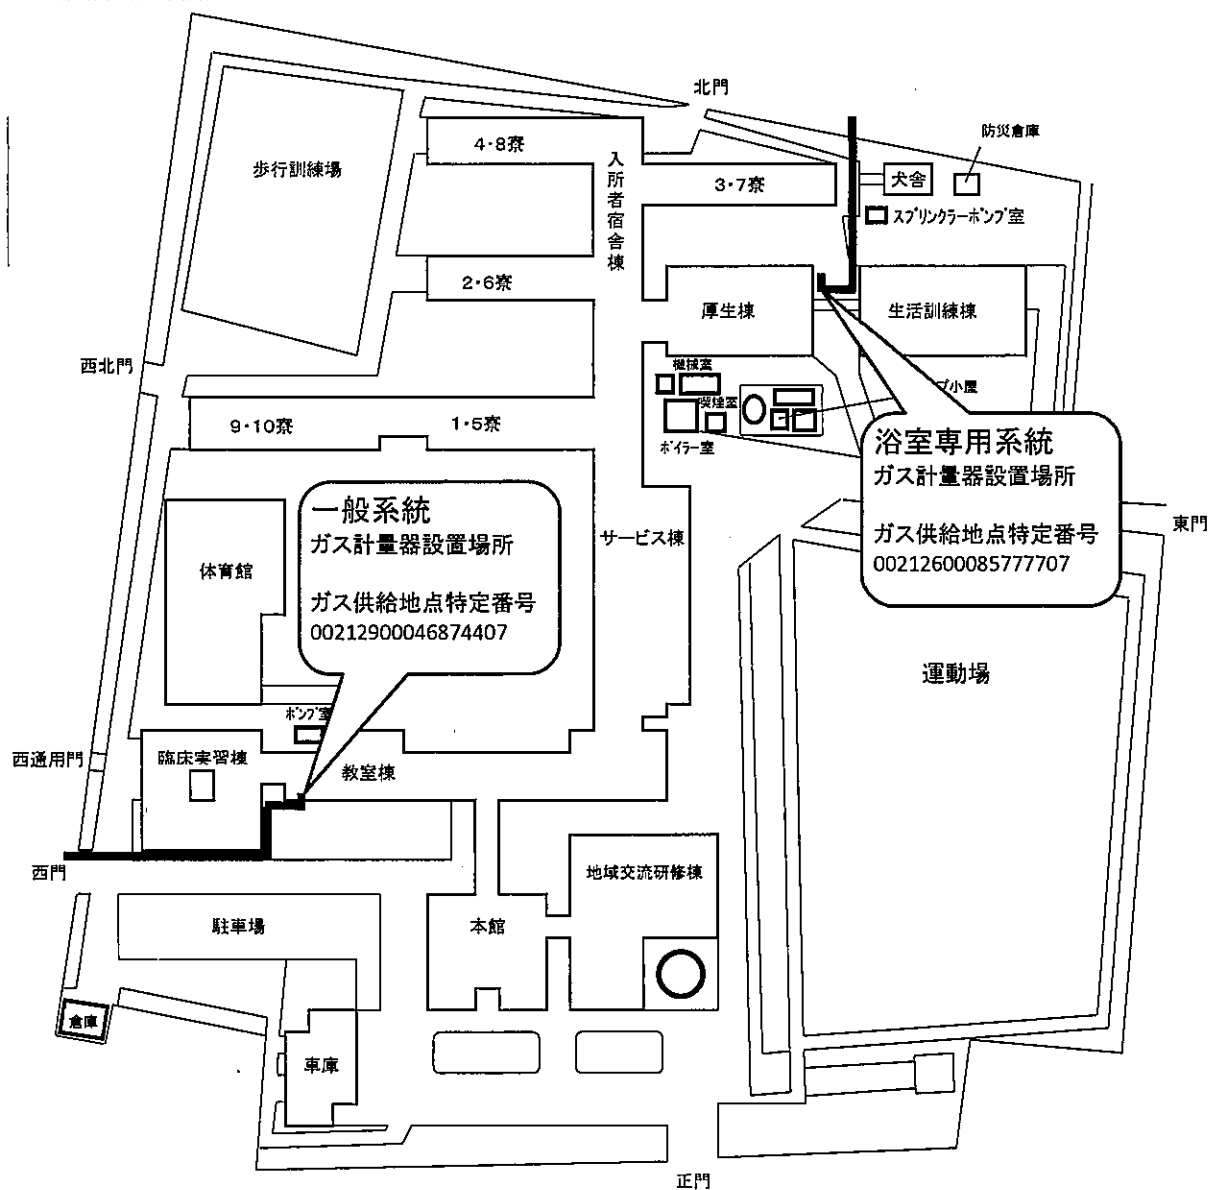 北門
防災倉庫
4・8寮
入所者宿舎棟
歩行訓練場
3・7寮
犬舎
スプリンクラーポンプ室
2・6寮
厚生棟
生活訓練棟
西北門
機械室
喫煙室
プ小屋
9・10寮
1・5寮
ボイラー室
浴室専用系統
ガス計量器設置場所
ガス供給地点特定番号
00212600085777707
一般系統
ガス計量器設置場所
ガス供給地点特定番号
00212900046874407
サービス棟
東門
体育館
運動場
ポンプ室
西通用門
臨床実習棟
教室棟
西門
地域交流研修棟
駐車場
本館
倉庫
車庫
正門